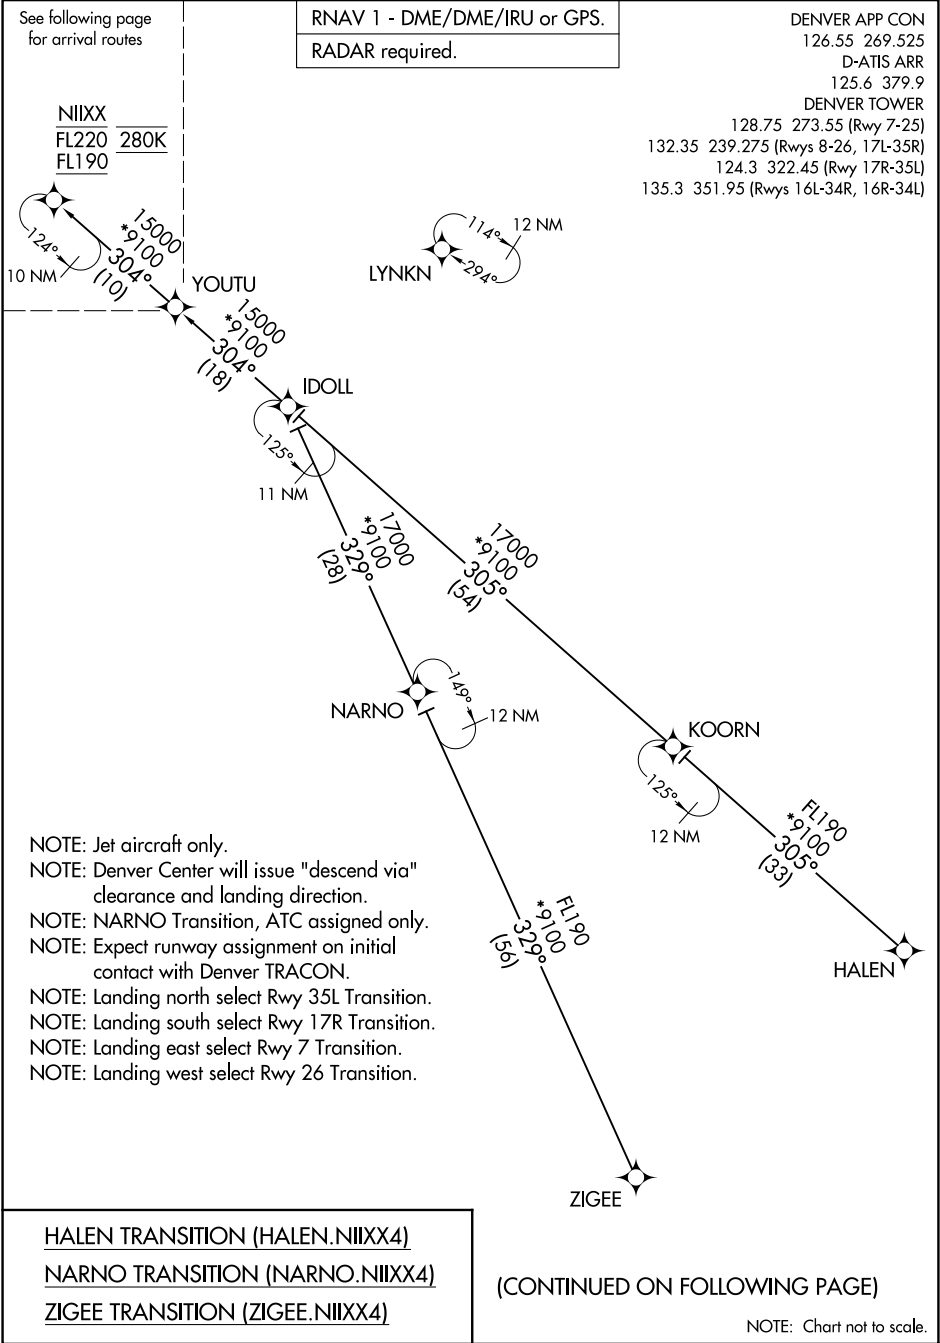 See following page
for arrival routes
RNAV 1 - DME/DME/IRU or GPS.
RADAR required.
DENVER APP CON
126.55 269.525
D-ATIS ARR
125.6 379.9
DENVER TOWER
128.75 273.55 (Rwy 7-25)
132.35 239.275 (Rwys 8-26, 17L-35R)
124.3 322.45 (Rwy 17R-35L)
135.3 351.95 (Rwys 16L-34R, 16R-34L)
NIIXX
FL220 280K
FL190
124°
10 NM
15000
*9100
304°
(10)
YOUTU
114°
12 NM
294°
LYNKN
15000
*9100
304°
(18)
IDOLL
125°
11 NM
17000
*9100
329°
(28)
17000
*9100
305°
(54)
NARNO
149°
12 NM
KOORN
125°
12 NM
FL190
*9100
305°
(33)
HALEN
FL190
*9100
329°
(56)
ZIGEE
NOTE: Jet aircraft only.
NOTE: Denver Center will issue "descend via"
clearance and landing direction.
NOTE: NARNO Transition, ATC assigned only.
NOTE: Expect runway assignment on initial
contact with Denver TRACON.
NOTE: Landing north select Rwy 35L Transition.
NOTE: Landing south select Rwy 17R Transition.
NOTE: Landing east select Rwy 7 Transition.
NOTE: Landing west select Rwy 26 Transition.
HALEN TRANSITION (HALEN.NIIXX4)
NARNO TRANSITION (NARNO.NIIXX4)
ZIGEE TRANSITION (ZIGEE.NIIXX4)
(CONTINUED ON FOLLOWING PAGE)
NOTE: Chart not to scale.